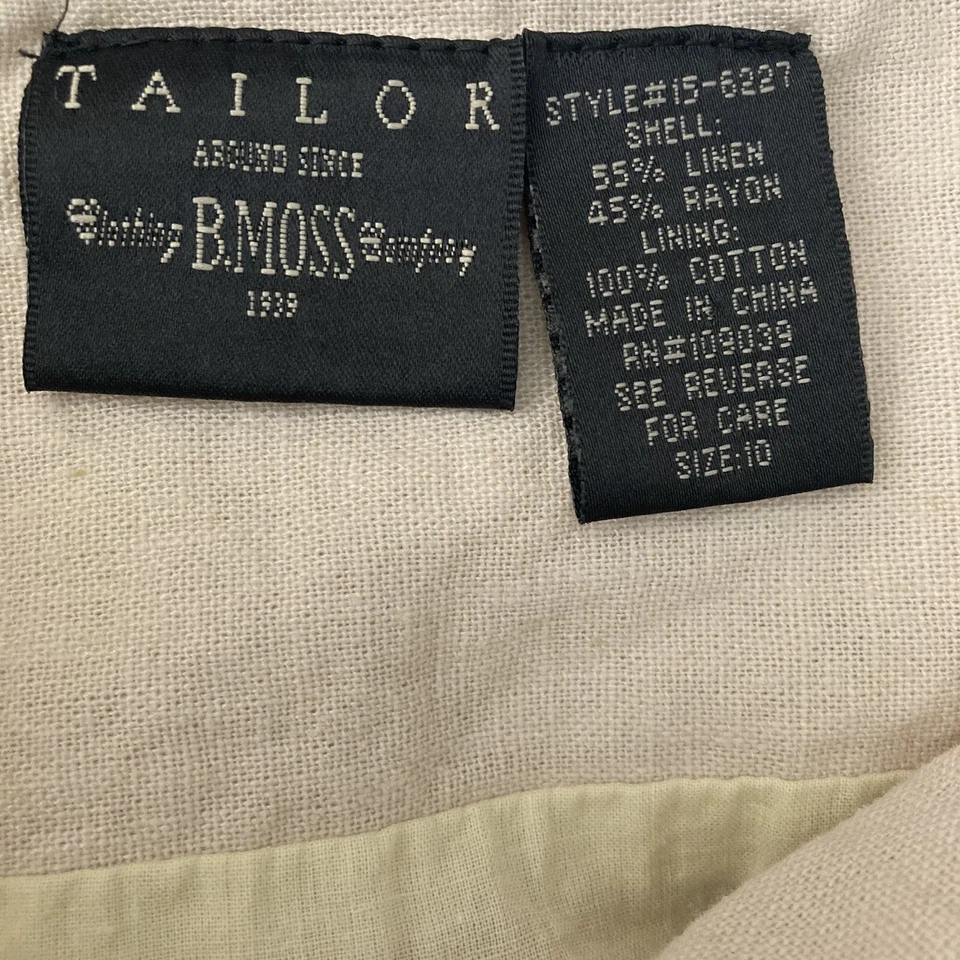 TAILOR
AROUND SINCE
Clothing B.MOSS Company
1939
STYLE#15-6227
SHELL:
55% LINEN
45% RAYON
LINING:
100% COTTON
MADE IN CHINA
RN#109039
SEE REVERSE
FOR CARE
SIZE:10